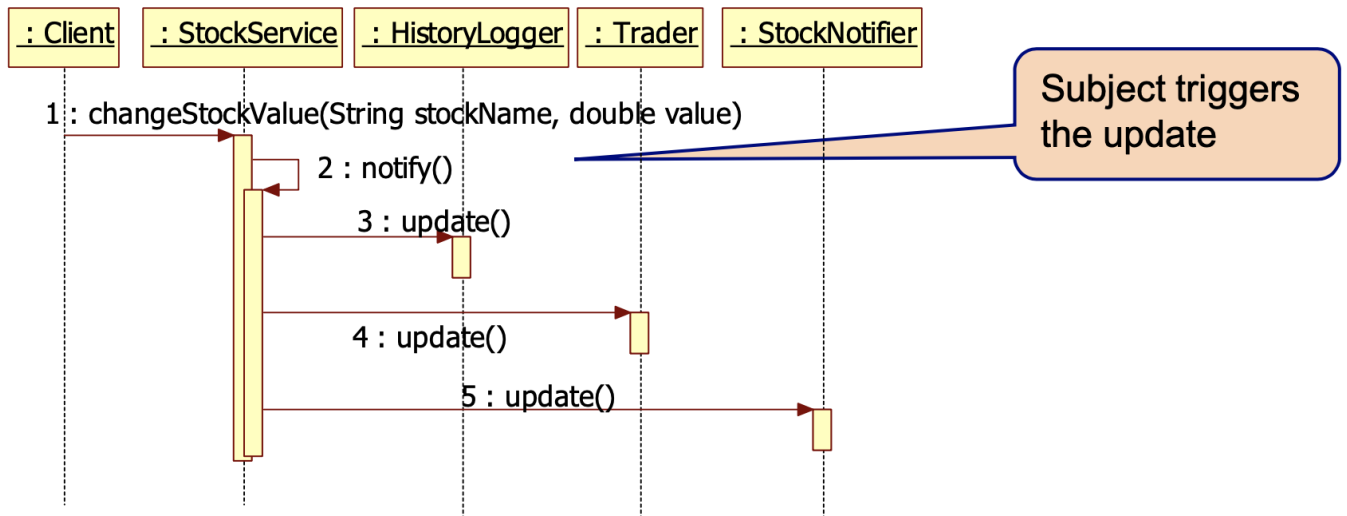 : Client
: StockService
: HistoryLogger
: Trader
: StockNotifier
Subject triggers
the update
1 : changeStockValue(String stockName, double value)
2 : notify()
3 : update()
4 : update()
5 : update()